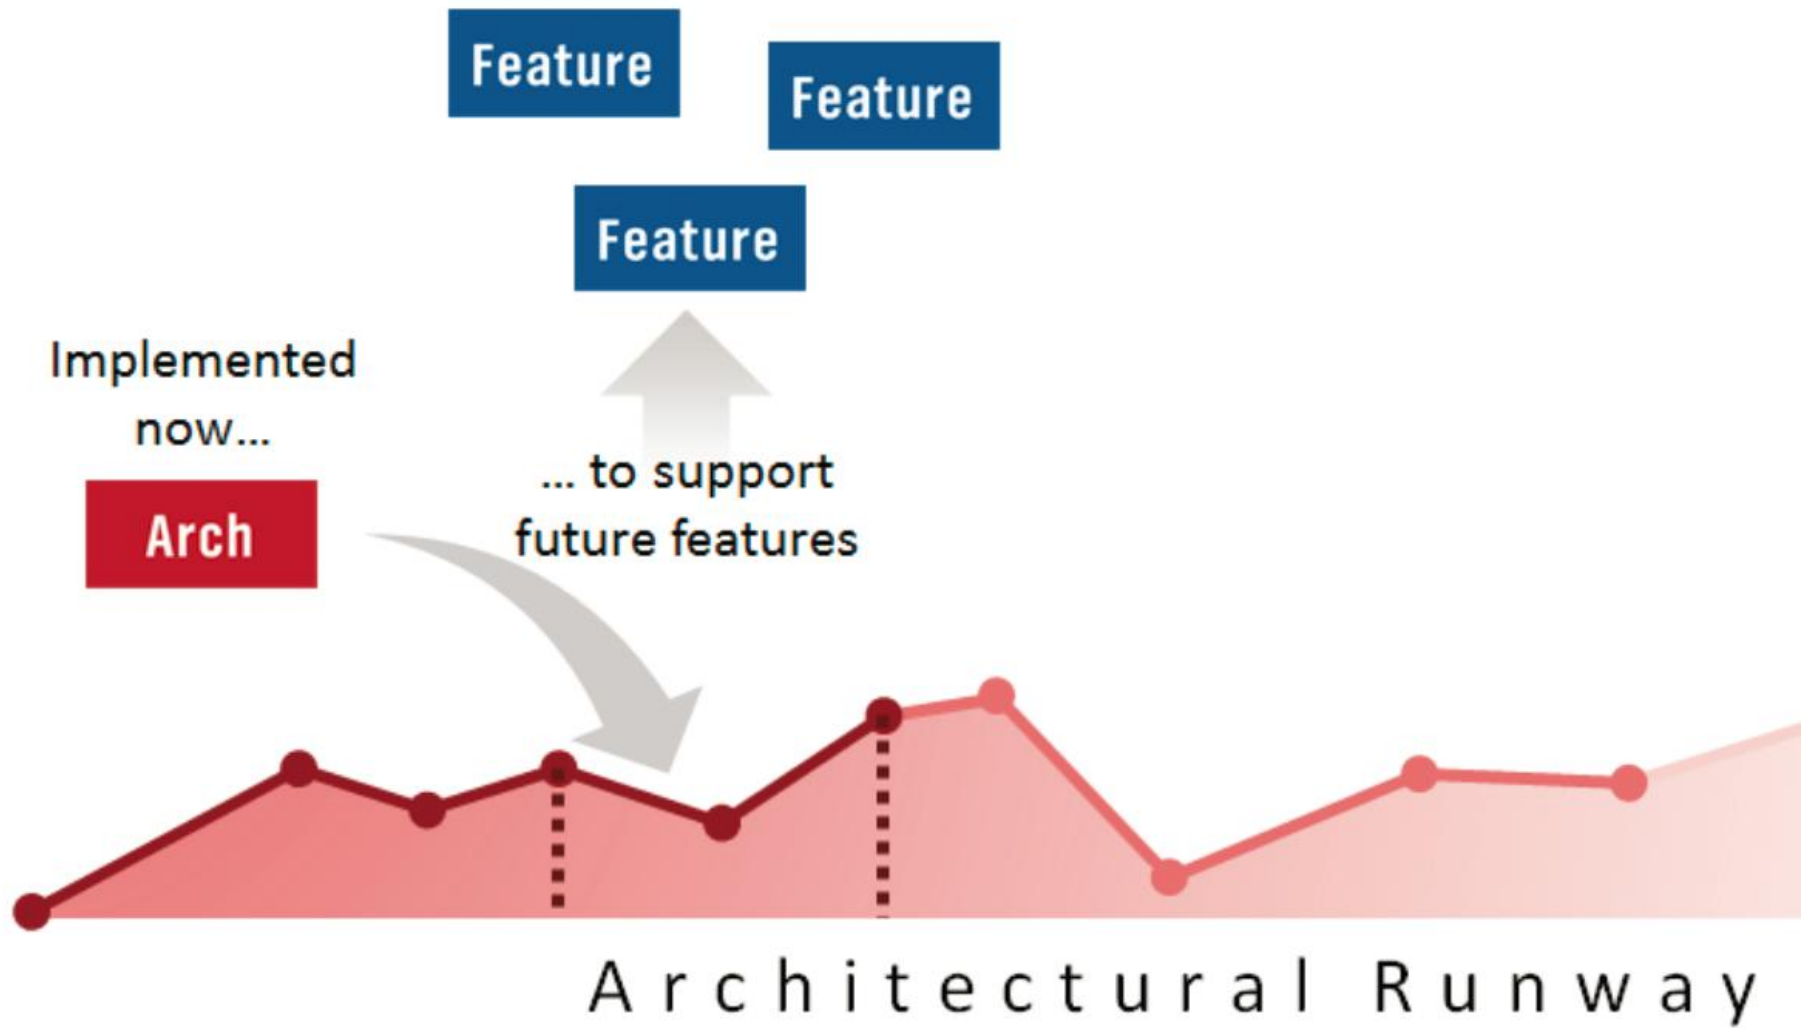 Feature
Feature
Feature
Implemented
now...
Arch
... to support
future features
Architectural Runway